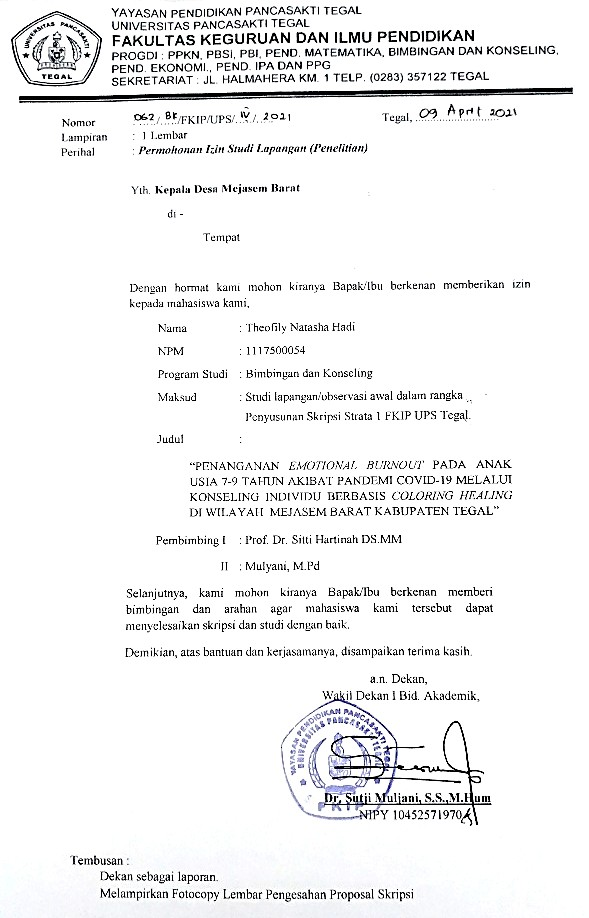 YAYASAN PENDIDIKAN PANCASAKTI TEGAL
UNIVERSITAS PANCASAKTI TEGAL
FAKULTAS KEGURUAN DAN ILMU PENDIDIKAN
PROGDI : PPKN, PBSI, PBI, PEND. MATEMATIKA, BIMBINGAN DAN KONSELING,
PEND. EKONOMI., PEND. IPA DAN PPG
SEKRETARIAT : JL. HALMAHERA KM. 1 TELP. (0283) 357122 TEGAL
UNIVERSITAS PANCASAKTI
TEGAL
Nomor 062/BK/FKIP/UPS/IV/2021 Tegal, 09 April 2021
Lampiran : 1 Lembar
Perihal : Permohonan Izin Studi Lapangan (Penelitian)
Yth. Kepala Desa Mejasem Barat
di -
Tempat
Dengan hormat kami mohon kiranya Bapak/Ibu berkenan memberikan izin
kepada mahasiswa kami,
Nama : Theofily Natasha Hadi
NPM : 1117500054
Program Studi : Bimbingan dan Konseling
Maksud : Studi lapangan/observasi awal dalam rangka
Penyusunan Skripsi Strata 1 FKIP UPS Tegal.
Judul :
“PENANGANAN EMOTIONAL BURNOUT PADA ANAK
USIA 7-9 TAHUN AKIBAT PANDEMI COVID-19 MELALUI
KONSELING INDIVIDU BERBASIS COLORING HEALING
DI WILAYAH MEJASEM BARAT KABUPATEN TEGAL”
Pembimbing I : Prof. Dr. Sitti Hartinah DS.MM
II : Mulyani, M.Pd
Selanjutnya, kami mohon kiranya Bapak/Ibu berkenan memberi
bimbingan dan arahan agar mahasiswa kami tersebut dapat
menyelesaikan skripsi dan studi dengan baik.
Demikian, atas bantuan dan kerjasamanya, disampaikan terima kasih.
a.n. Dekan,
Wakil Dekan I Bid. Akademik,
YAYASAN PENDIDIKAN PANCASAKTI TEGAL
UNIVERSITAS PANCASAKTI TEGAL
FKIP
Dr. Sutji Muljani, S.S.,M.Hum
NIPY 10452571970
Tembusan :
Dekan sebagai laporan.
Melampirkan Fotocopy Lembar Pengesahan Proposal Skripsi